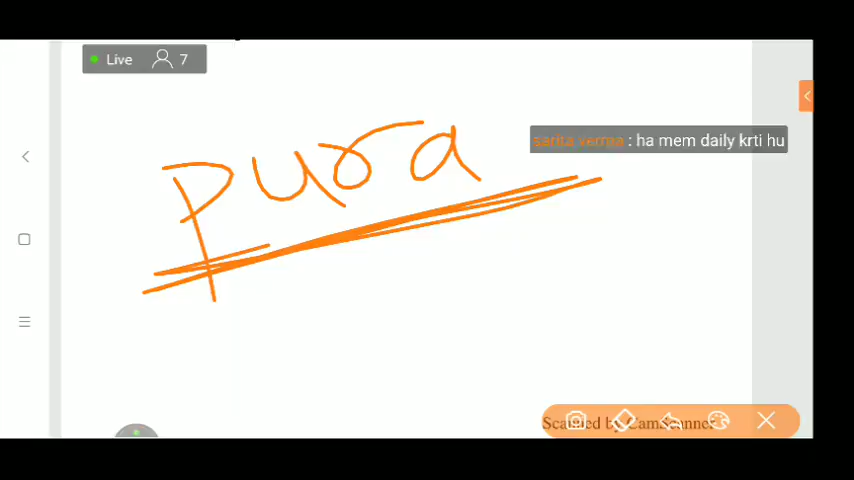 Live 7
sarita verma : ha mem daily krti hu
pura
Scanned by CamScanner